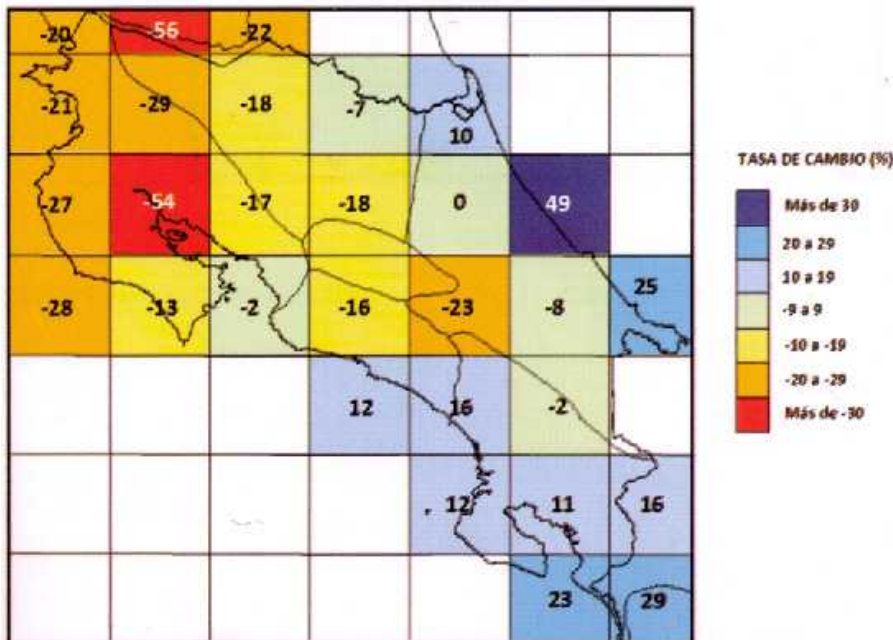 -20 -56 -22
-21 -29 -18 -7 10
TASA DE CAMBIO (%)
-27 -54 -17 -18 0 49
Más de 30
20 a 29
10 a 19
-9 a 9
-10 a -19
-20 a -29
Más de -30
-28 -13 -2 -16 -23 -8 25
12 16 -2
12 11 16
23 29